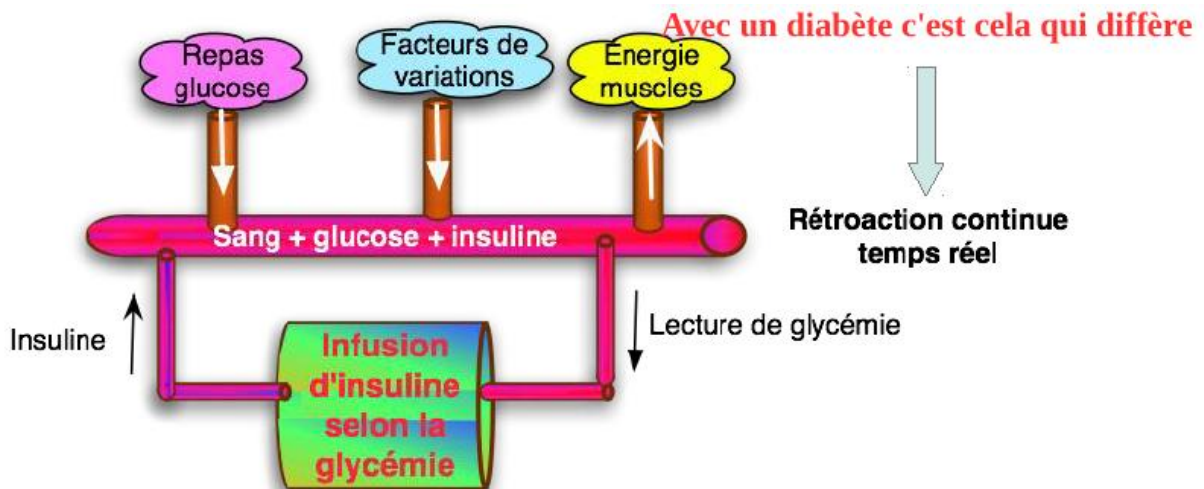 Avec un diabète c'est cela qui diffère
Repas
glucose
Facteurs de
variations
Energie
muscles
Rétroaction continue
temps réel
Sang + glucose + insuline
Insuline
Lecture de glycémie
Infusion
d'insuline
selon la
glycémie